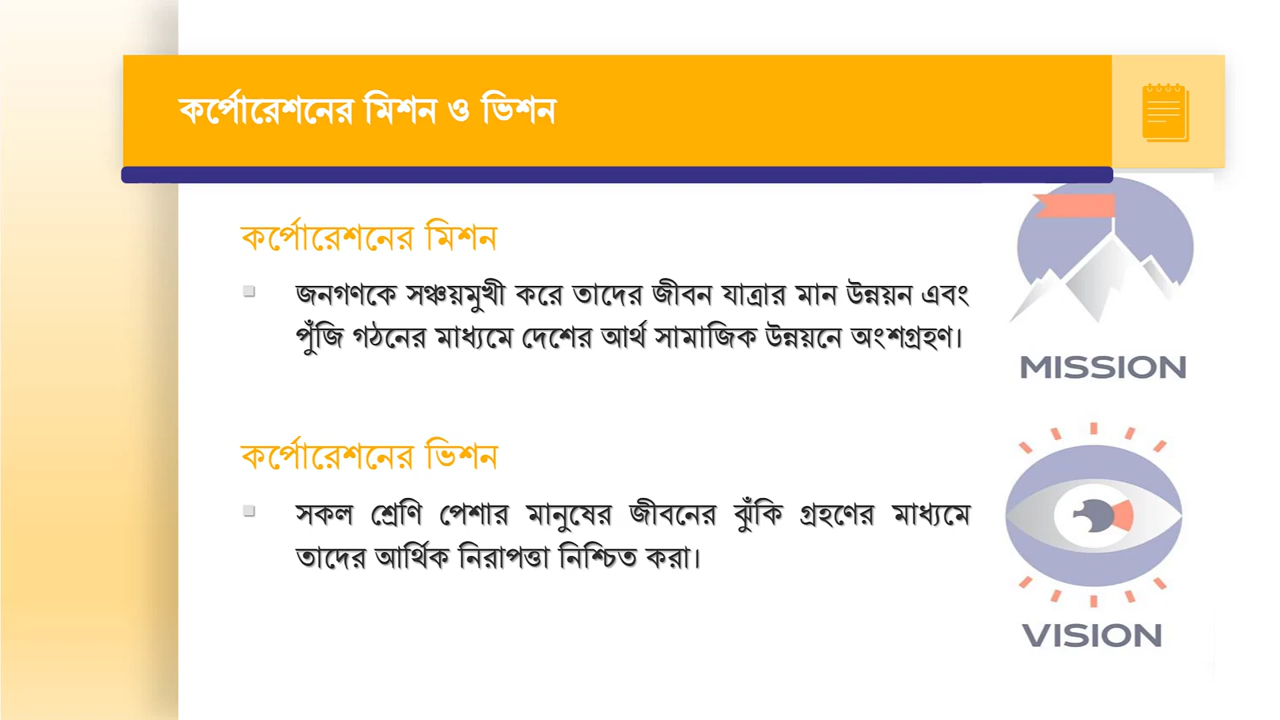 কর্পোরেশনের মিশন ও ভিশন
কর্পোরেশনের মিশন
জনগণকে সঞ্চয়মুখী করে তাদের জীবন যাত্রার মান উন্নয়ন এবং
পুঁজি গঠনের মাধ্যমে দেশের আর্থ সামাজিক উন্নয়নে অংশগ্রহণ।
MISSION
কর্পোরেশনের ভিশন
সকল শ্রেণি পেশার মানুষের জীবনের ঝুঁকি গ্রহণের মাধ্যমে
তাদের আর্থিক নিরাপত্তা নিশ্চিত করা।
VISION